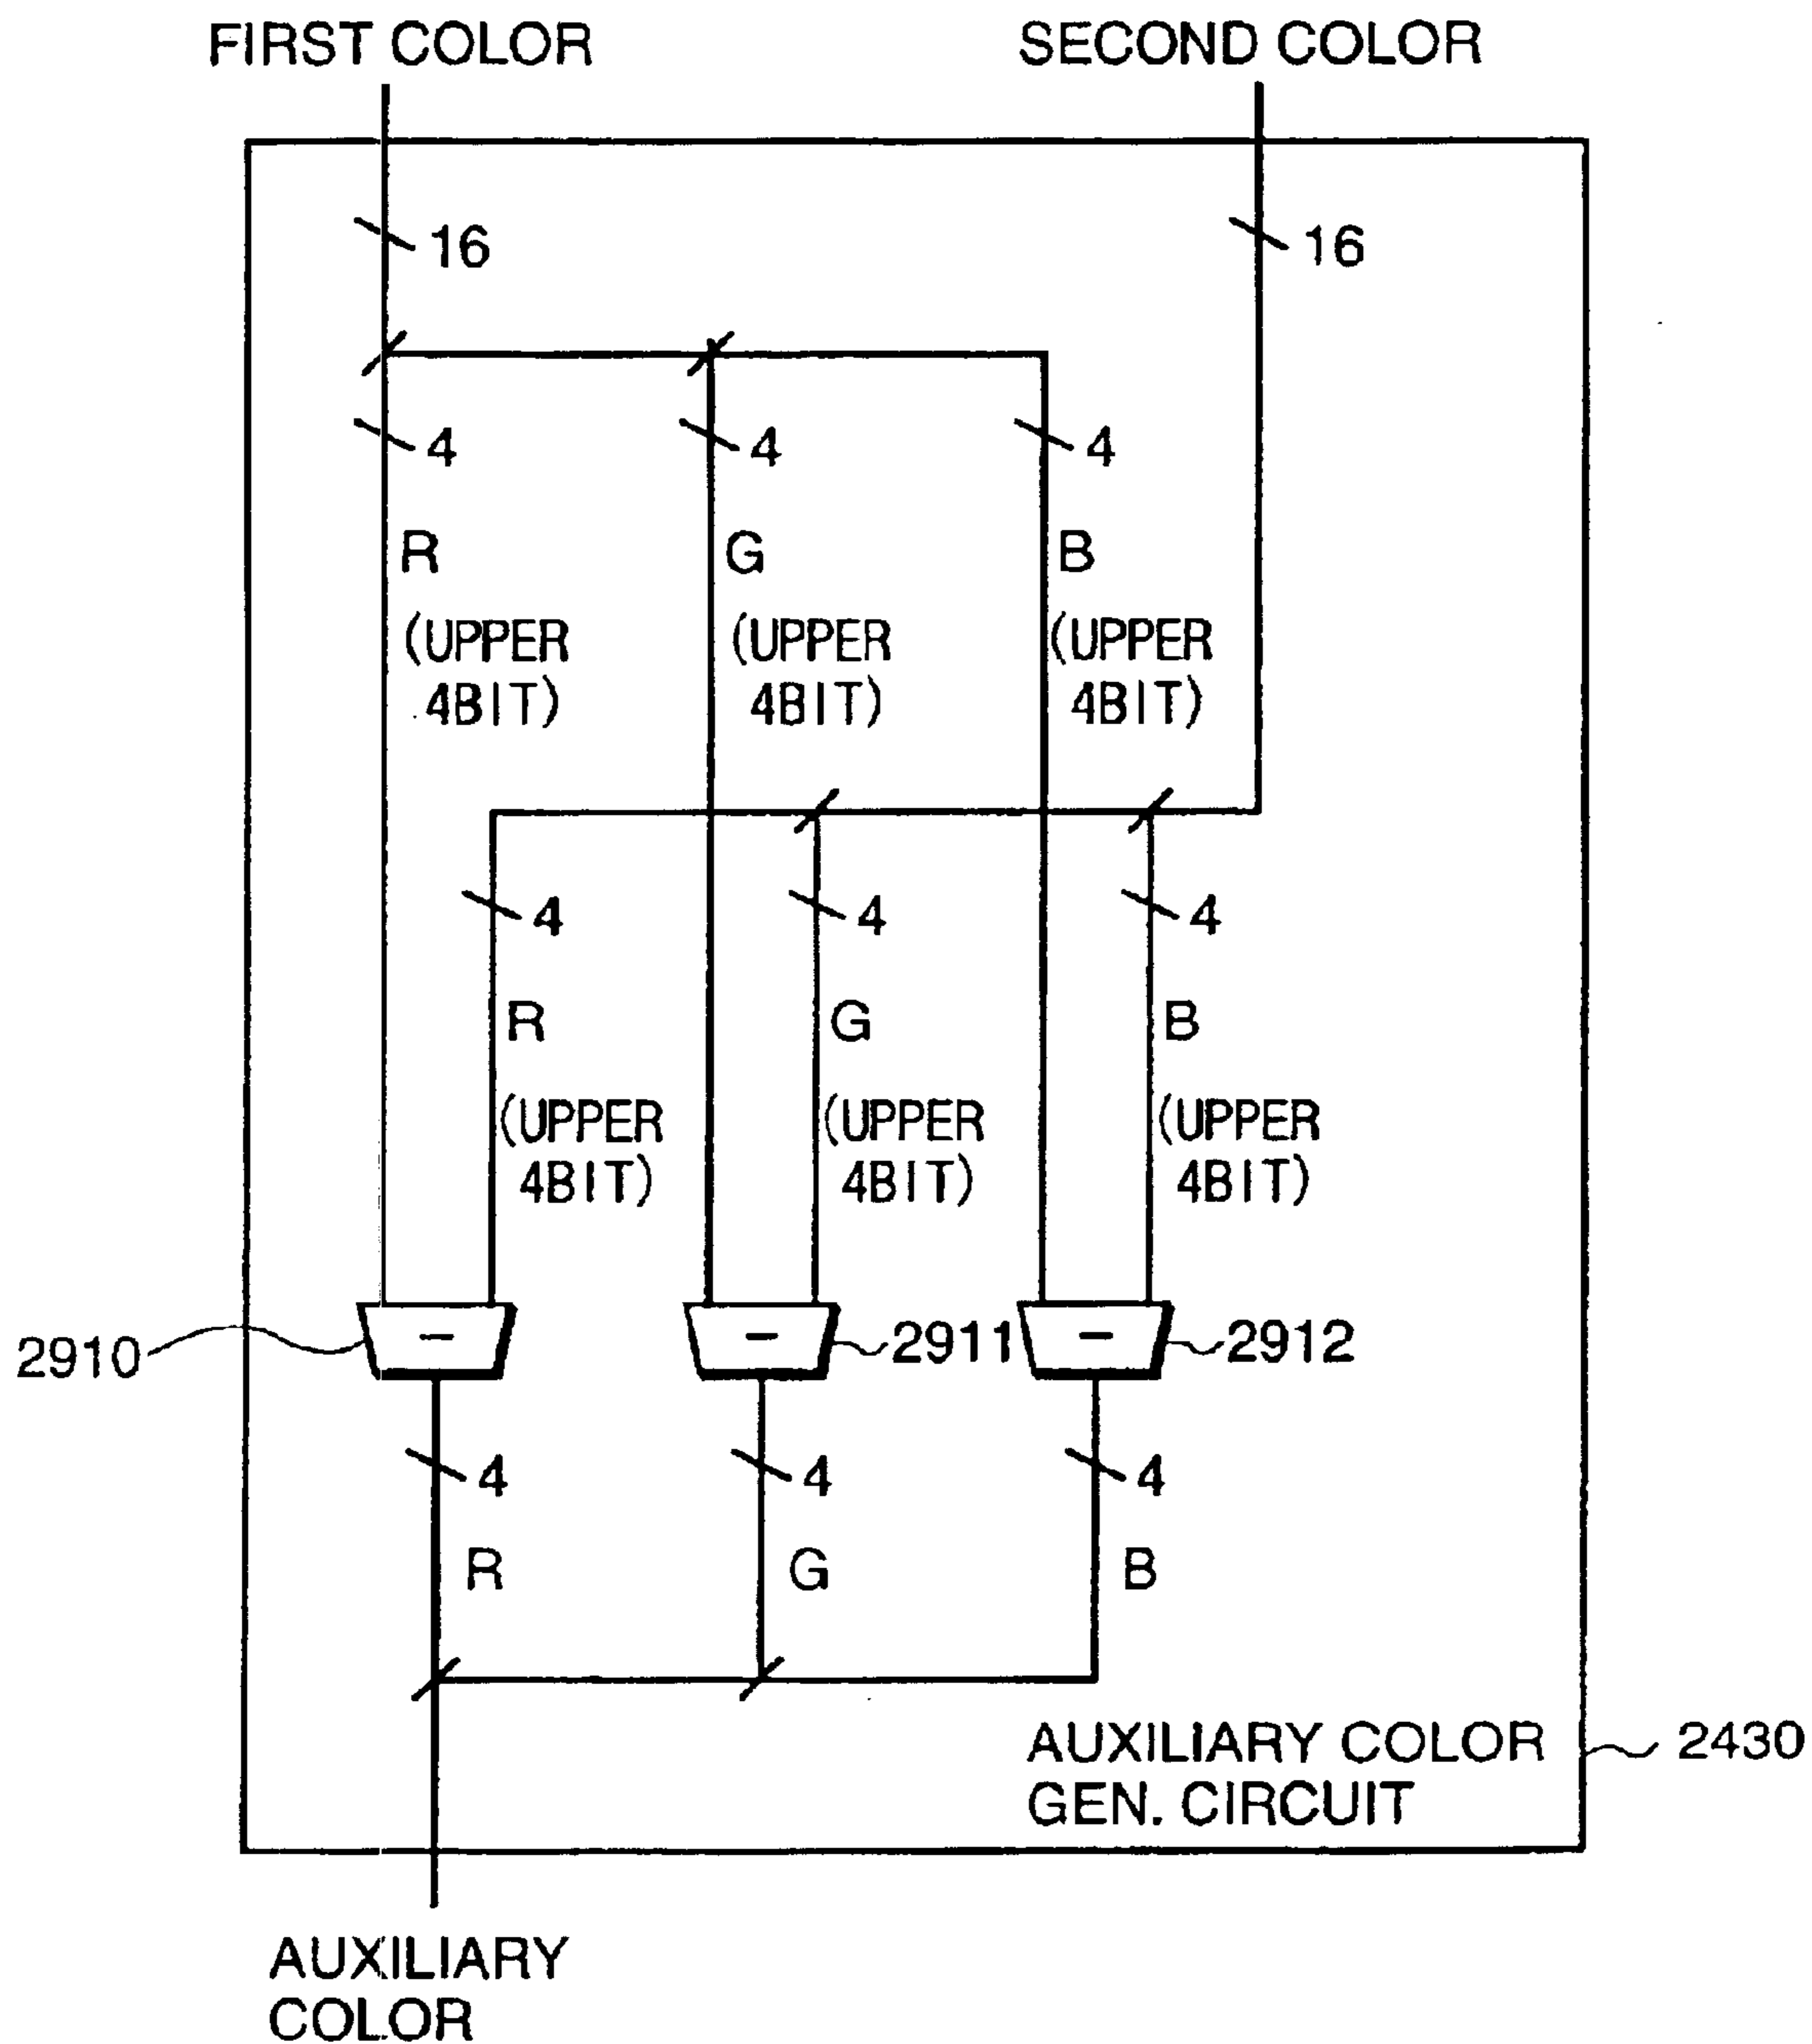 FIRST COLOR
SECOND COLOR
16
16
4
4
4
R
G
B
(UPPER
4BIT)
(UPPER
4BIT)
(UPPER
4BIT)
4
4
4
R
G
B
(UPPER
4BIT)
(UPPER
4BIT)
(UPPER
4BIT)
2910
−
−
2911
−
2912
4
4
4
R
G
B
AUXILIARY COLOR
GEN. CIRCUIT
2430
AUXILIARY
COLOR